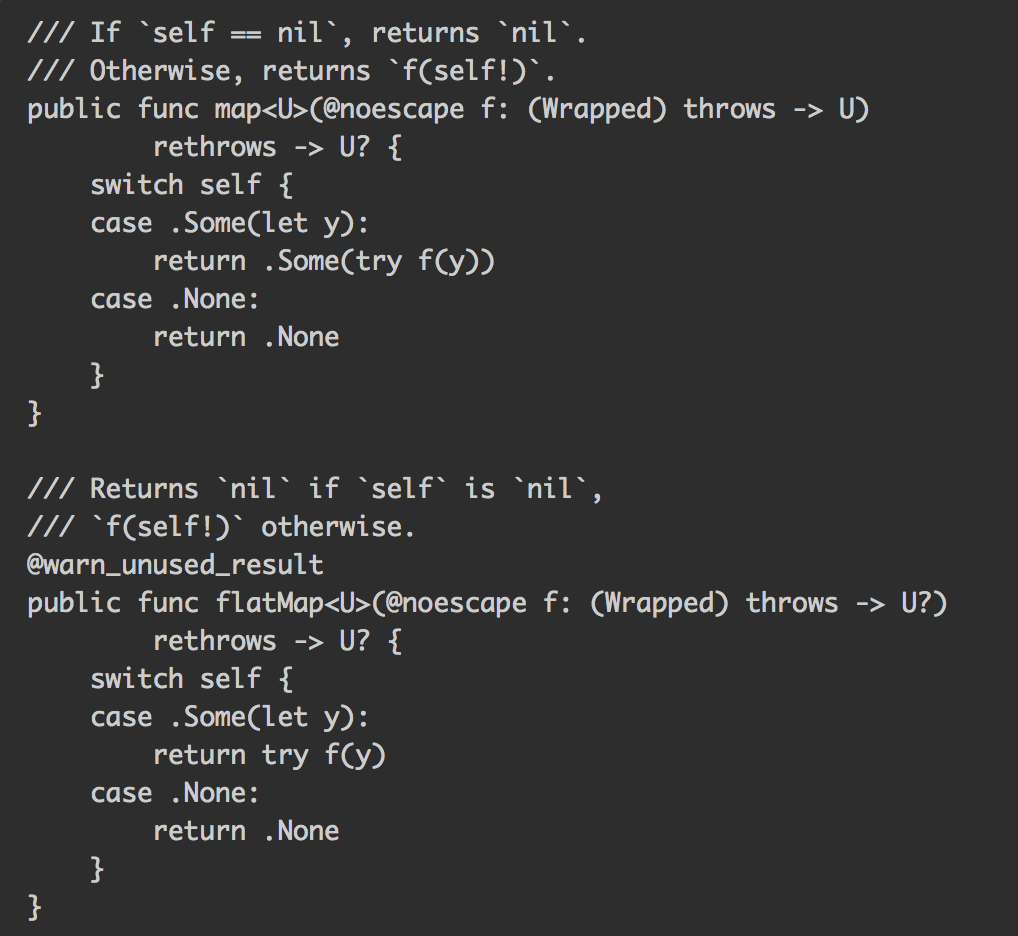 /// If `self == nil`, returns `nil`.
/// Otherwise, returns `f(self!)`.
public func map<U>(@noescape f: (Wrapped) throws -> U)
        rethrows -> U? {
    switch self {
    case .Some(let y):
        return .Some(try f(y))
    case .None:
        return .None
    }
}

/// Returns `nil` if `self` is `nil`,
/// `f(self!)` otherwise.
@warn_unused_result
public func flatMap<U>(@noescape f: (Wrapped) throws -> U?)
        rethrows -> U? {
    switch self {
    case .Some(let y):
        return try f(y)
    case .None:
        return .None
    }
}